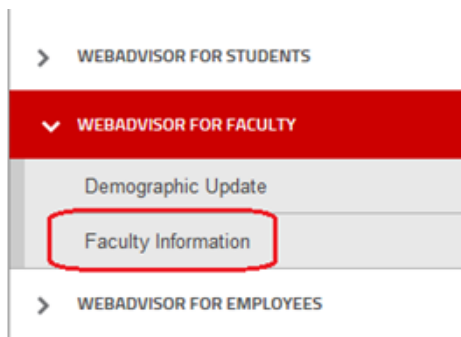 WEBADVISOR FOR STUDENTS
WEBADVISOR FOR FACULTY
Demographic Update
Faculty Information
WEBADVISOR FOR EMPLOYEES